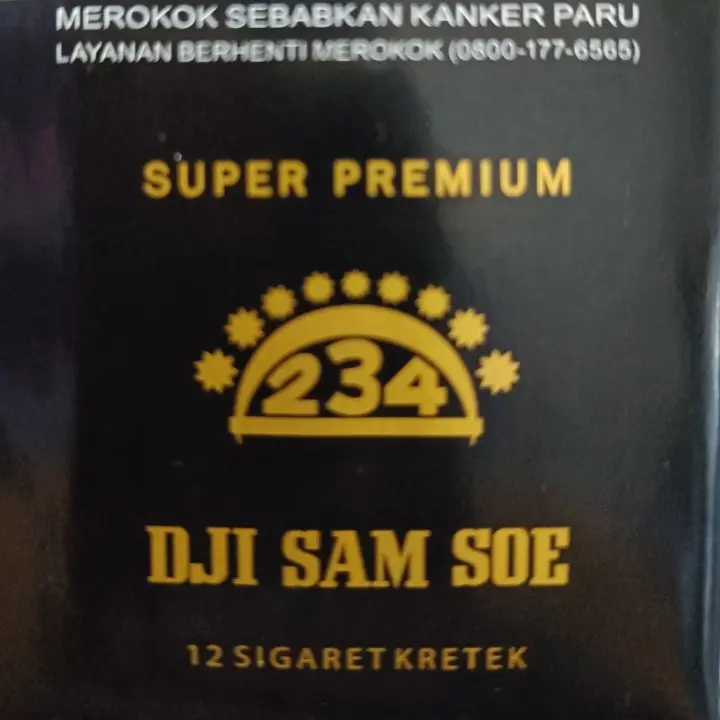 MEROKOK SEBABKAN KANKER PARU
LAYANAN BERHENTI MEROKOK (0800-177-6565)
SUPER PREMIUM
234
DJI SAM SOE
12 SIGARET KRETEK